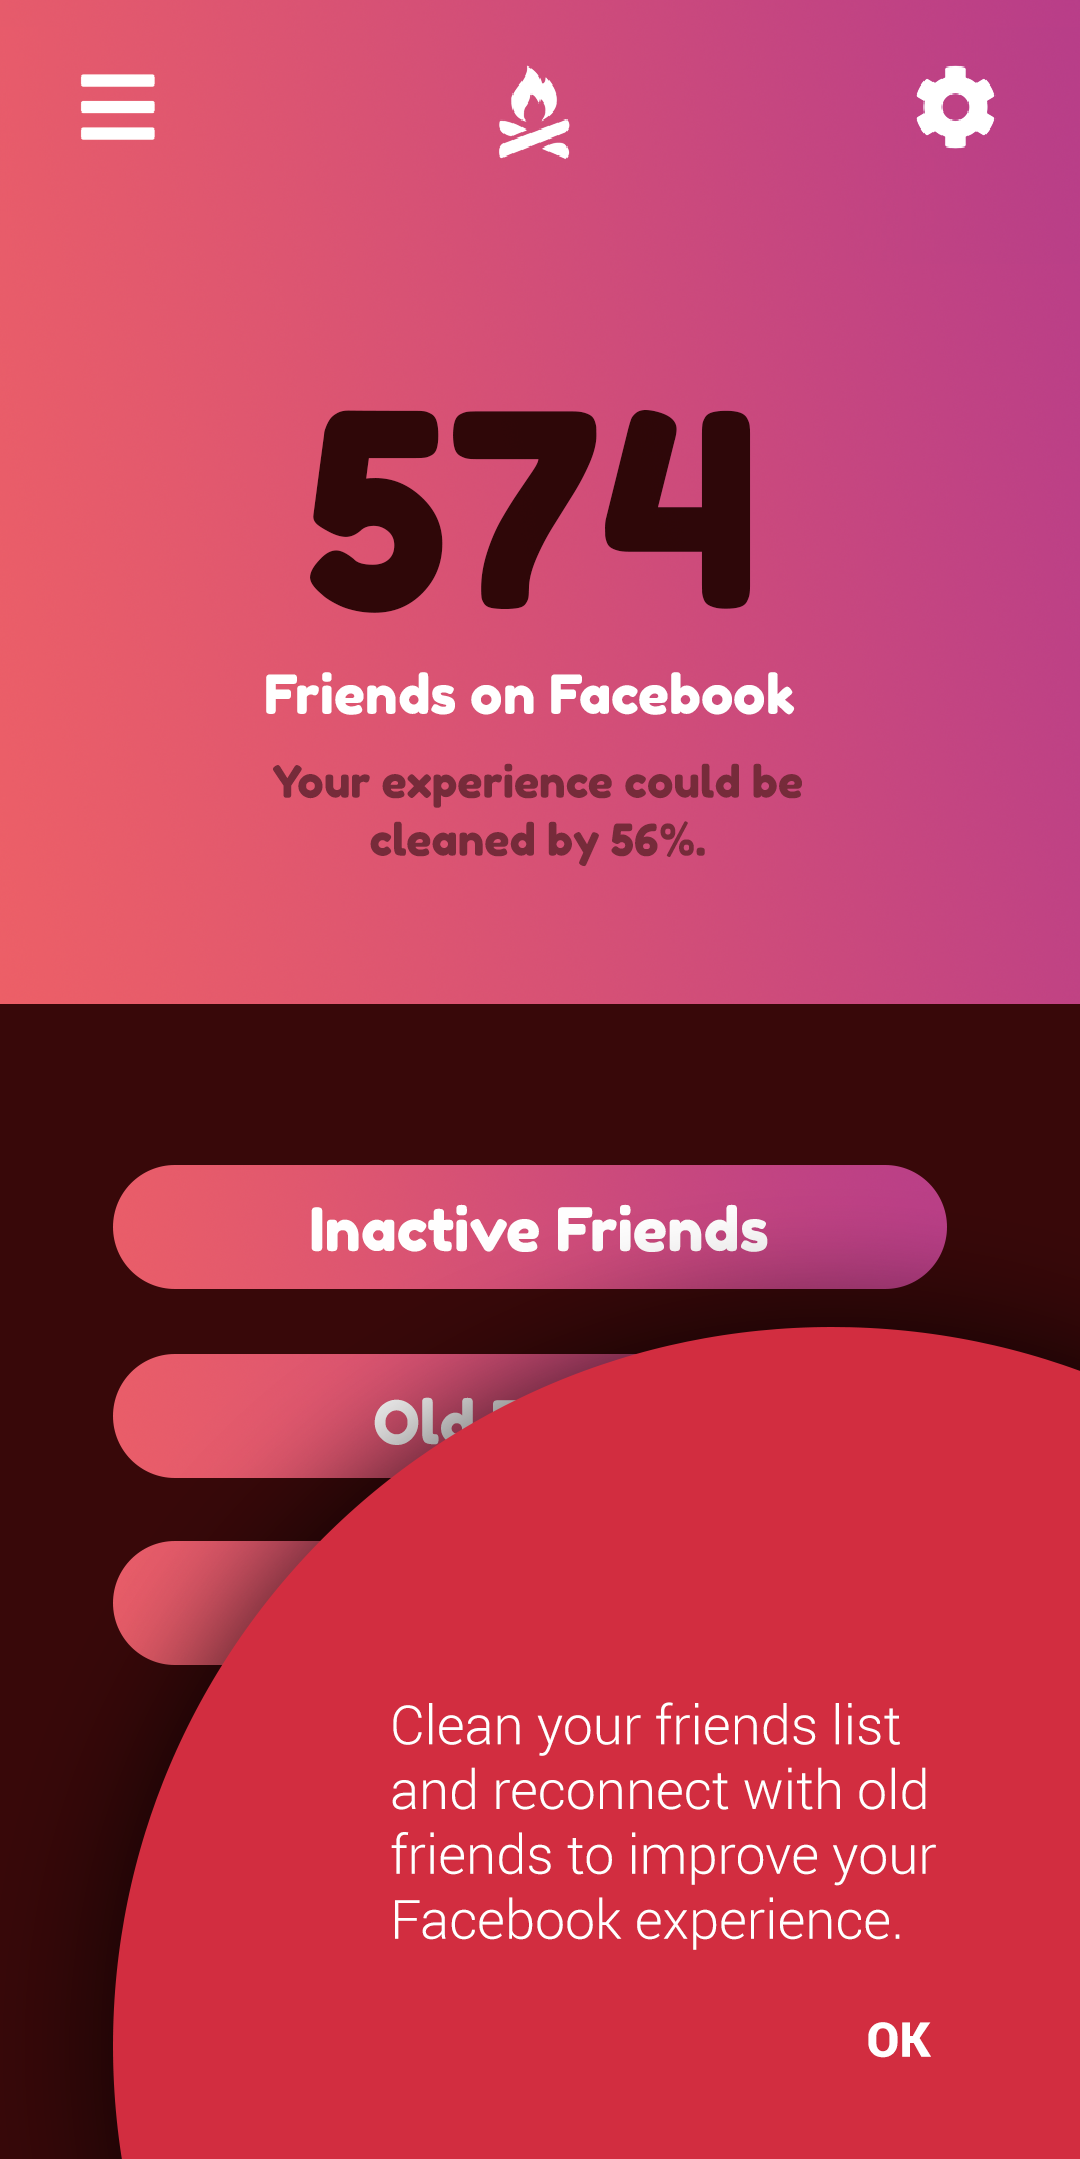 574
Friends on Facebook
Your experience could be
cleaned by 56%.
Inactive Friends
Old
Clean your friends list
and reconnect with old
friends to improve your
Facebook experience.
OK